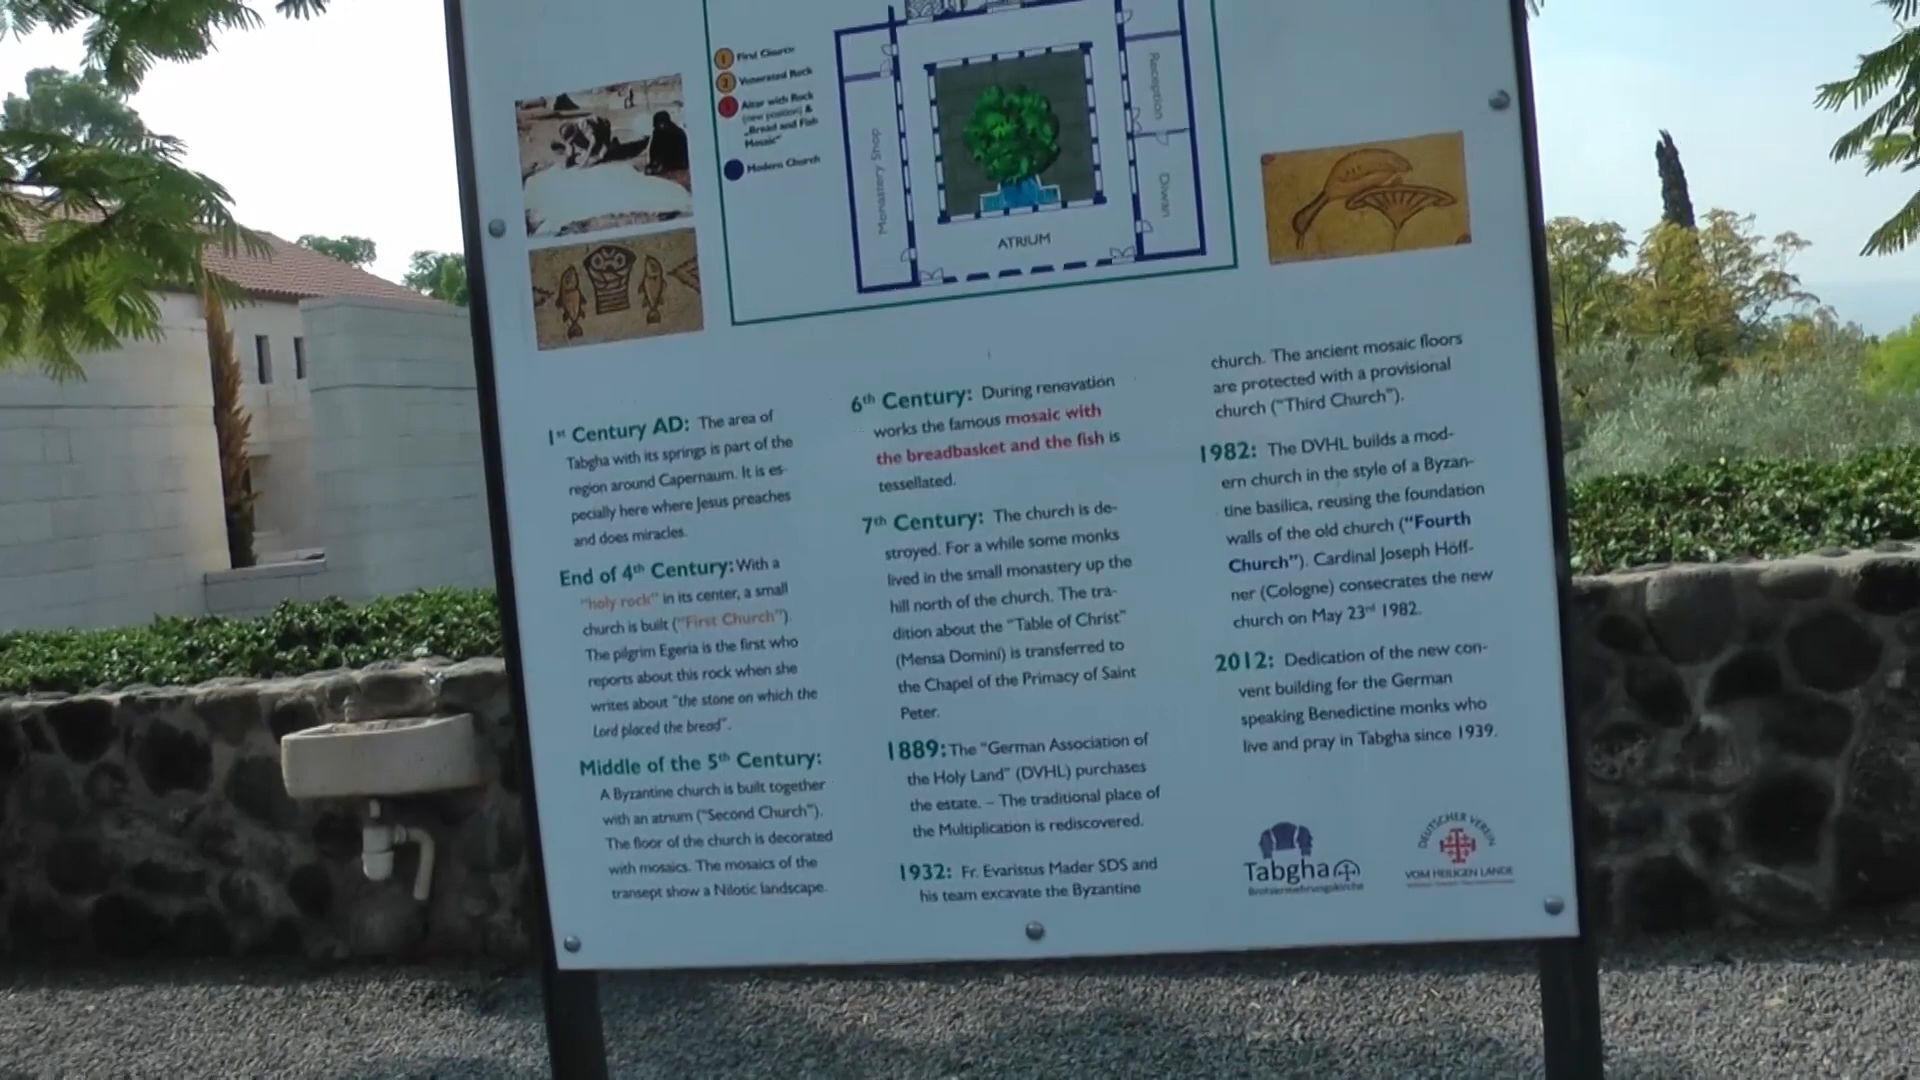 1 First Church
2 Venerated Rock
Altar with Rock
(new position) &
„Bread and Fish
Mosaic"
Modern Church
Monastery Shop
ATRIUM
Reception
Diwan
1st Century AD: The area of
Tabgha with its springs is part of the
region around Capernaum. It is es-
pecially here where Jesus preaches
and does miracles.
End of 4th Century: With a
"holy rock" in its center, a small
church is built ("First Church").
The pilgrim Egeria is the first who
reports about this rock when she
writes about "the stone on which the
Lord placed the bread".
Middle of the 5th Century:
A Byzantine church is built together
with an atrium ("Second Church").
The floor of the church is decorated
with mosaics. The mosaics of the
transept show a Nilotic landscape.
6th Century: During renovation
works the famous mosaic with
the breadbasket and the fish is
tessellated.
7th Century: The church is de-
stroyed. For a while some monks
lived in the small monastery up the
hill north of the church. The tra-
dition about the "Table of Christ"
(Mensa Domini) is transferred to
the Chapel of the Primacy of Saint
Peter.
1889: The "German Association of
the Holy Land" (DVHL) purchases
the estate. – The traditional place of
the Multiplication is rediscovered.
1932: Fr. Evaristus Mader SDS and
his team excavate the Byzantine
church. The ancient mosaic floors
are protected with a provisional
church ("Third Church").
1982: The DVHL builds a mod-
ern church in the style of a Byzan-
tine basilica, reusing the foundation
walls of the old church ("Fourth
Church"). Cardinal Joseph Höff-
ner (Cologne) consecrates the new
church on May 23rd 1982.
2012: Dedication of the new con-
vent building for the German
speaking Benedictine monks who
live and pray in Tabgha since 1939.
Tabgha
Brotvermehrungskirche
DEUTSCHER VEREIN
VOM HEILIGEN LANDE